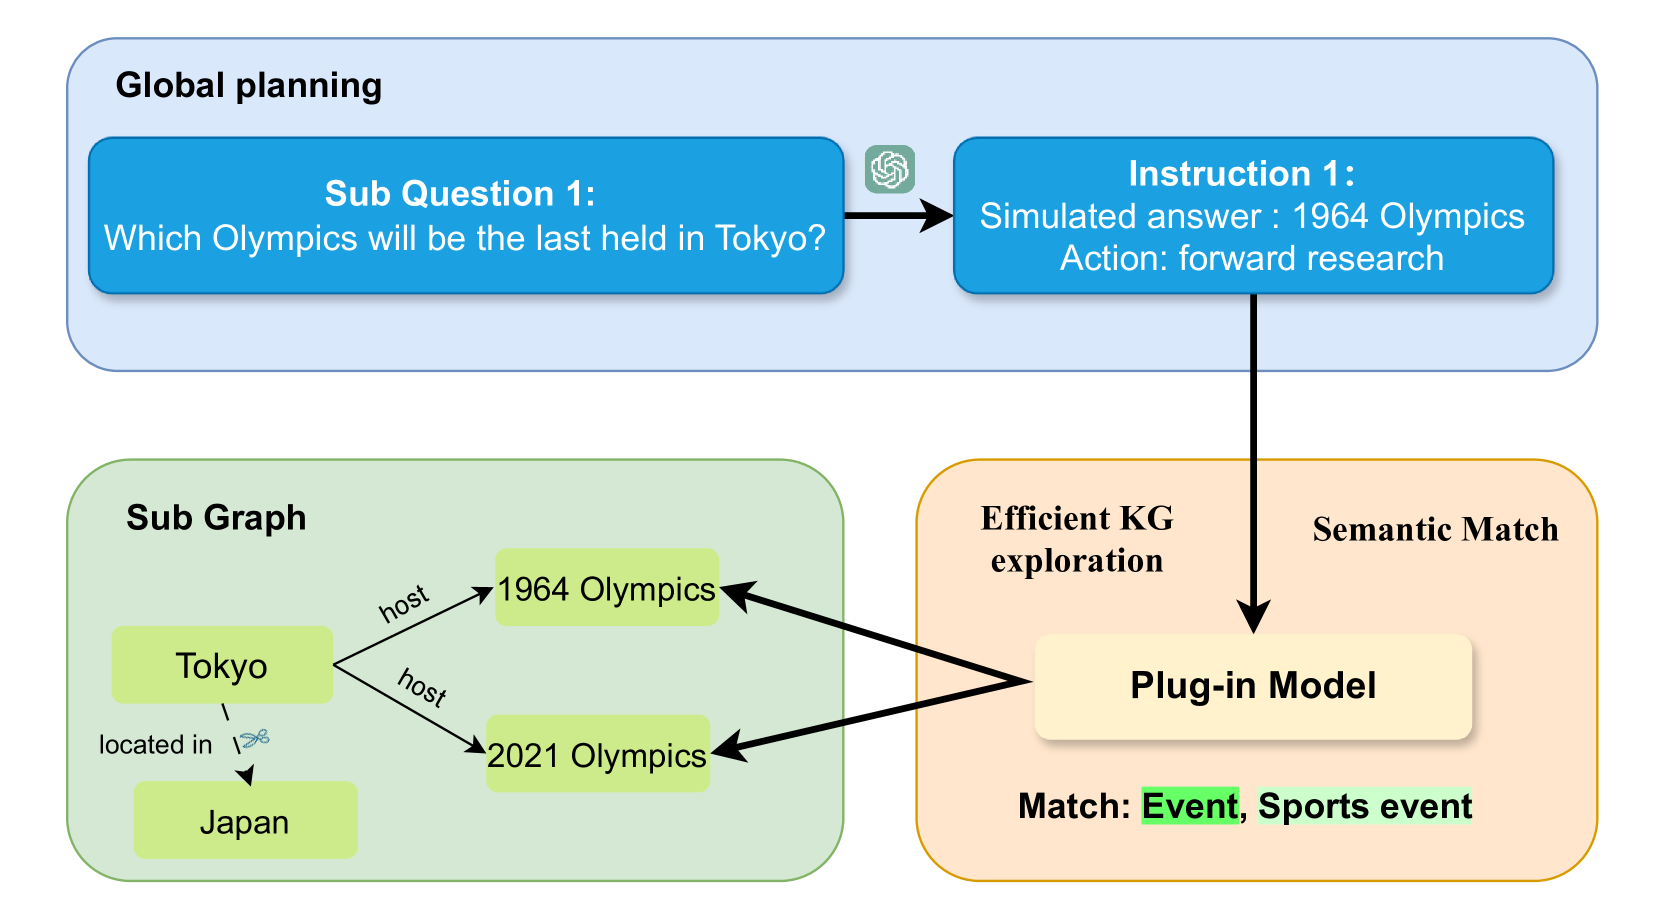 Global planning
Sub Question 1:
Which Olympics will be the last held in Tokyo?
Instruction 1:
Simulated answer : 1964 Olympics
Action: forward research
Sub Graph
1964 Olympics
host
Tokyo
host
located in
2021 Olympics
Japan
Efficient KG
exploration
Semantic Match
Plug-in Model
Match: Event, Sports event